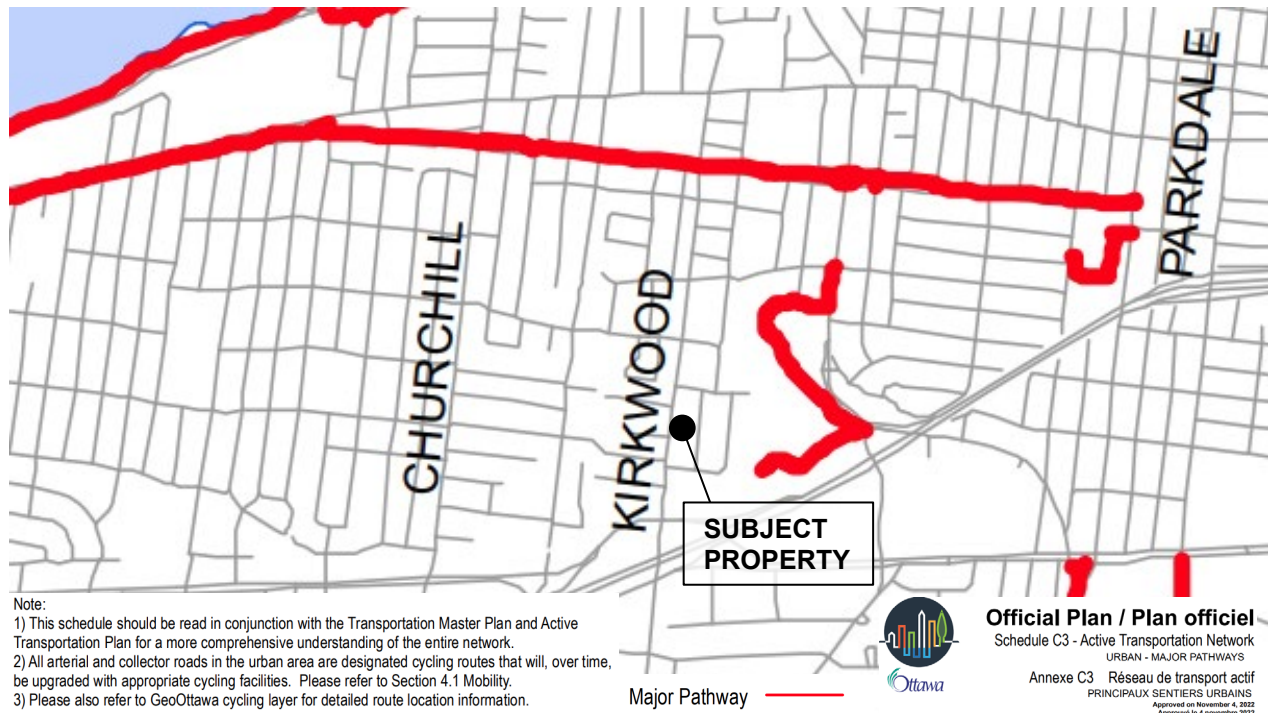 PARKDALE
CHURCHILL
KIRKWOOD
SUBJECT
PROPERTY
Note:
1) This schedule should be read in conjunction with the Transportation Master Plan and Active
Transportation Plan for a more comprehensive understanding of the entire network.
2) All arterial and collector roads in the urban area are designated cycling routes that will, over time,
be upgraded with appropriate cycling facilities.  Please refer to Section 4.1 Mobility.
3) Please also refer to GeoOttawa cycling layer for detailed route location information.
Major Pathway
Ottawa
Official Plan / Plan officiel
Schedule C3 - Active Transportation Network
URBAN - MAJOR PATHWAYS
Annexe C3    Réseau de transport actif
PRINCIPAUX SENTIERS URBAINS
Approved on November 4, 2022
Approuvé le 4 novembre 2022